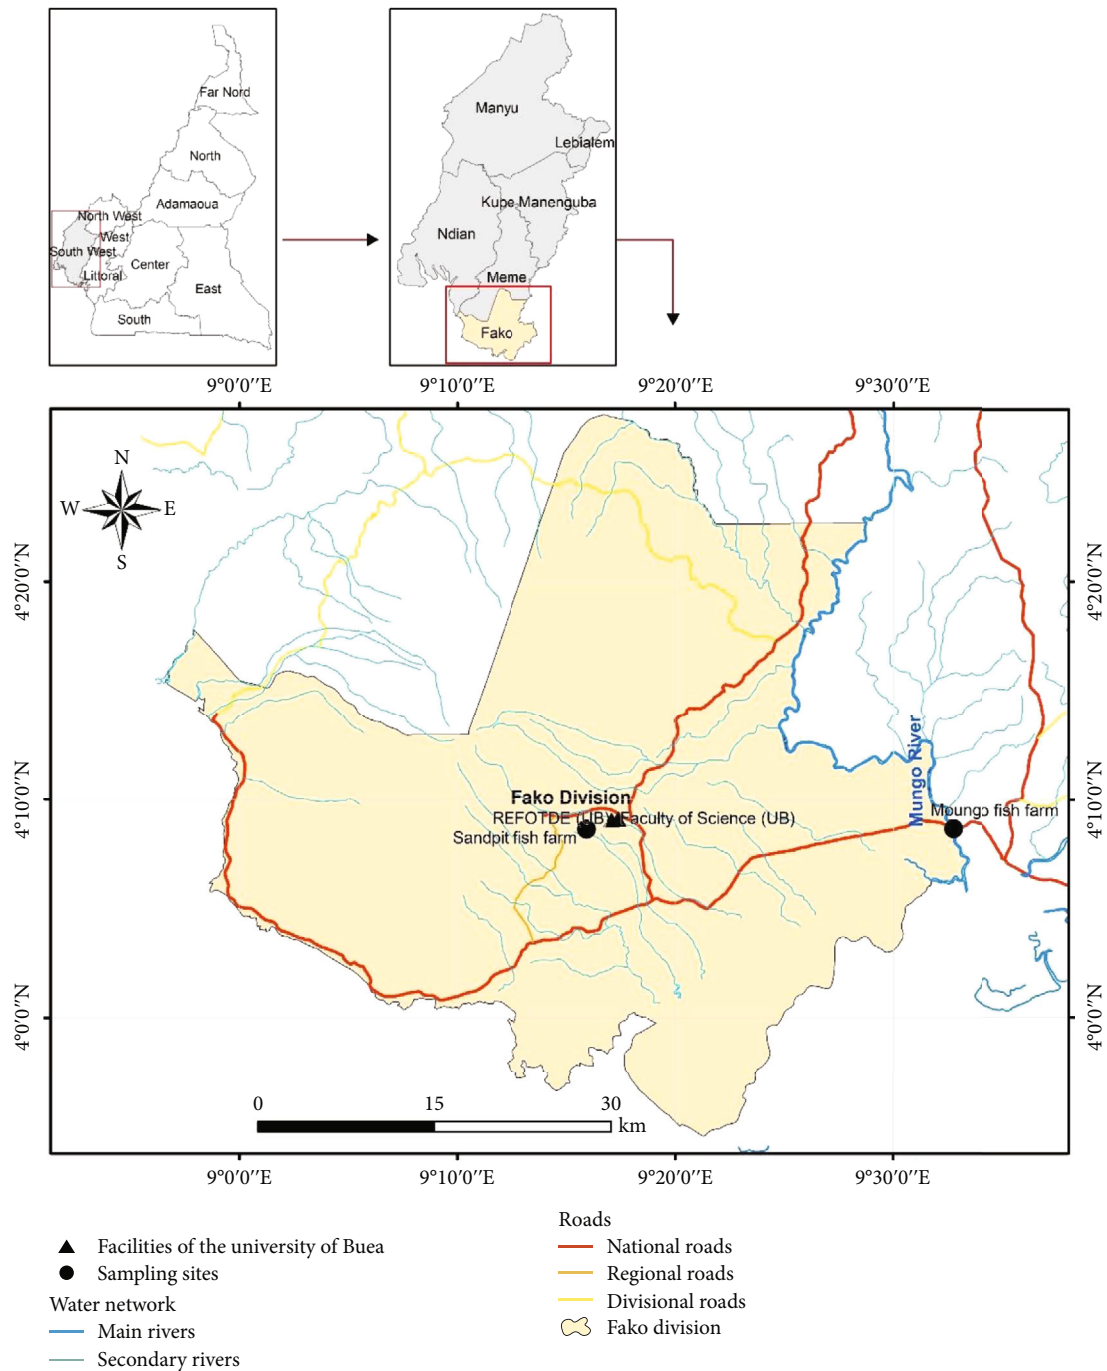 Far Nord
North
Adamaoua
North West
West
South West
Center
Littoral
East
South
Manyu
Lebialem
Kupe-Manenguba
Ndian
Meme
Fako
9°0′0″E
9°10′0″E
9°20′0″E
9°30′0″E
N
W
E
S
4°20′0″N
4°20′0″N
Mungo River
4°10′0″N
4°10′0″N
Fako Division
REFOTDE (UB)
Faculty of Science (UB)
Moungo fish farm
Sandpit fish farm
4°0′0″N
4°0′0″N
0
15
30
km
9°0′0″E
9°10′0″E
9°20′0″E
9°30′0″E
Facilities of the university of Buea
Sampling sites
Water network
Main rivers
Secondary rivers
Roads
National roads
Regional roads
Divisional roads
Fako division